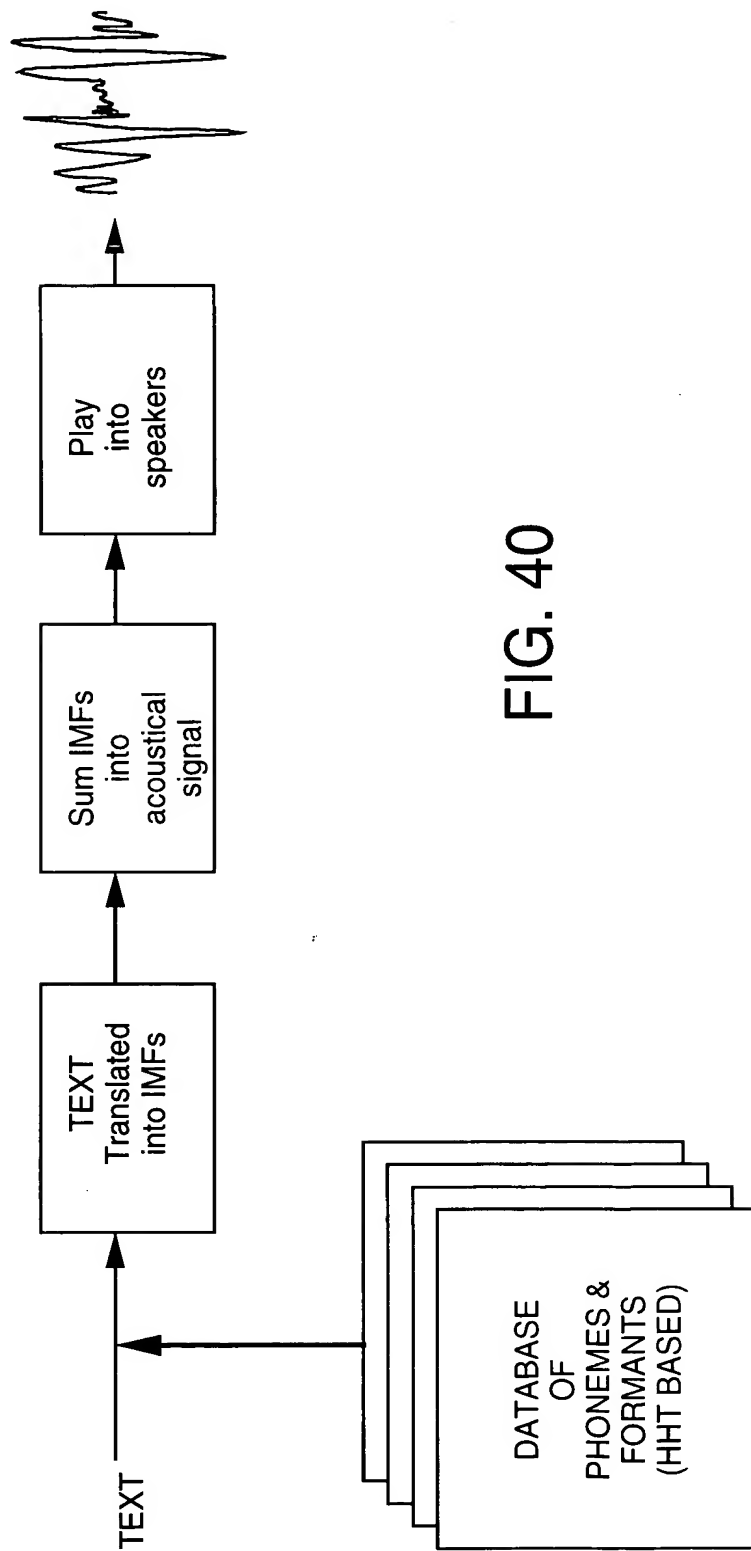 TEXT
TEXT
Translated
into IMFs
Sum IMFs
into
acoustical
signal
Play
into
speakers
DATABASE
OF
PHONEMES &
FORMANTS
(HHT BASED)
FIG. 40